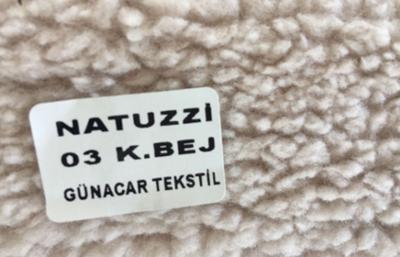 NATUZZİ
03 K.BEJ
GÜNACAR TEKSTİL